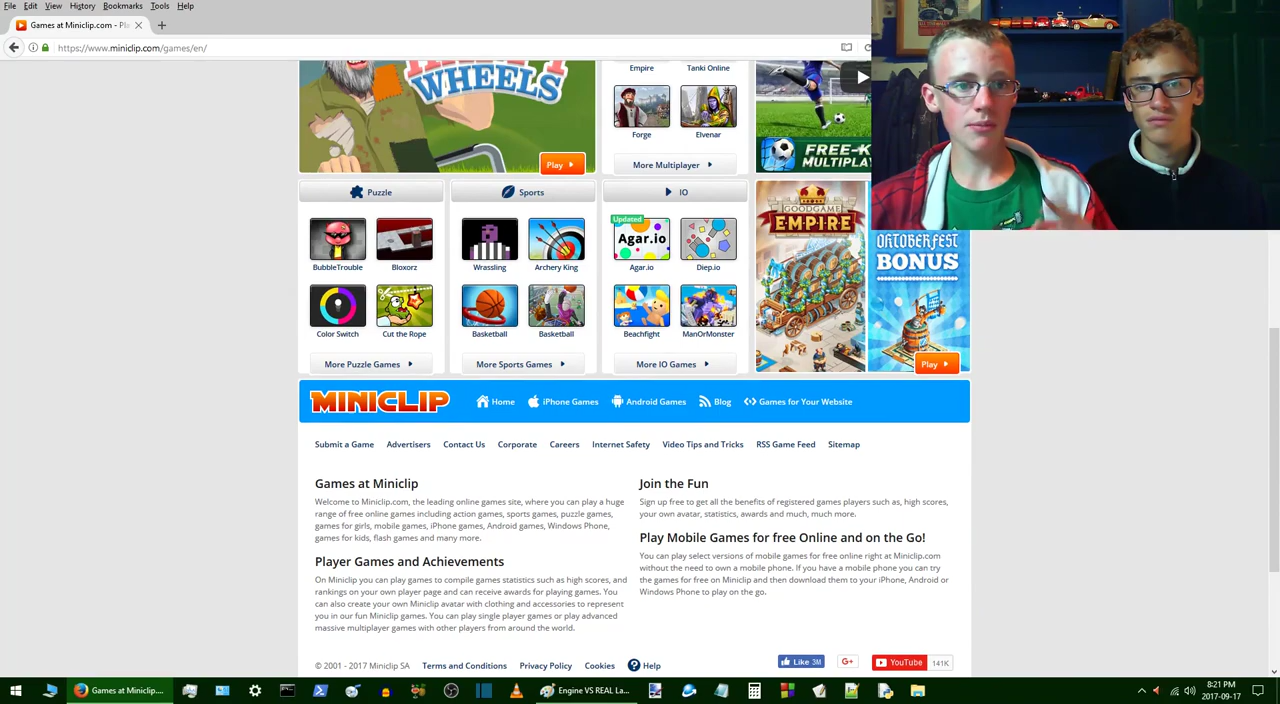 File Edit View History Bookmarks Tools Help
Games at Miniclip.com - Pla
https://www.miniclip.com/games/en/
WHEELS
Play
Empire
Tanki Online
Forge
Elvenar
More Multiplayer
FREE-K
MULTIPLAY
Puzzle
Sports
IO
BubbleTrouble
Bloxorz
Color Switch
Cut the Rope
More Puzzle Games
Wrassling
Archery King
Basketball
Basketball
More Sports Games
Updated
Agar.io
Agar.io
Diep.io
Beachfight
ManOrMonster
More IO Games
GOODGAME
EMPIRE
OKTOBERFEST
BONUS
Play
MINICLIP
Home
iPhone Games
Android Games
Blog
Games for Your Website
Submit a Game
Advertisers
Contact Us
Corporate
Careers
Internet Safety
Video Tips and Tricks
RSS Game Feed
Sitemap
Games at Miniclip
Welcome to Miniclip.com, the leading online games site, where you can play a huge
range of free online games including action games, sports games, puzzle games,
games for girls, mobile games, iPhone games, Android games, Windows Phone,
games for kids, flash games and many more.
Player Games and Achievements
On Miniclip you can play games to compile games statistics such as high scores, and
rankings on your own player page and can receive awards for playing games. You
can also create your own Miniclip avatar with clothing and accessories to represent
you in our fun Miniclip games. You can play single player games or play advanced
massive multiplayer games with other players from around the world.
Join the Fun
Sign up free to get all the benefits of registered games players such as, high scores,
your own avatar, statistics, awards and much, much more.
Play Mobile Games for free Online and on the Go!
You can play select versions of mobile games for free online right at Miniclip.com
without the need to own a mobile phone. If you have a mobile phone you can try
the games for free on Miniclip and then download them to your iPhone, Android or
Windows Phone to play on the go.
© 2001 - 2017 Miniclip SA
Terms and Conditions
Privacy Policy
Cookies
Help
Like 3M
G+
YouTube
141K
Games at Miniclip....
Engine VS REAL La...
8:21 PM
2017-09-17